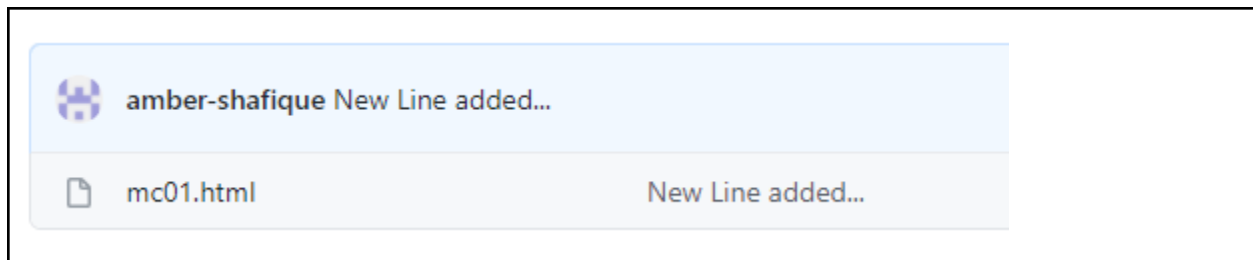 amber-shafique New Line added...
mc01.html New Line added...